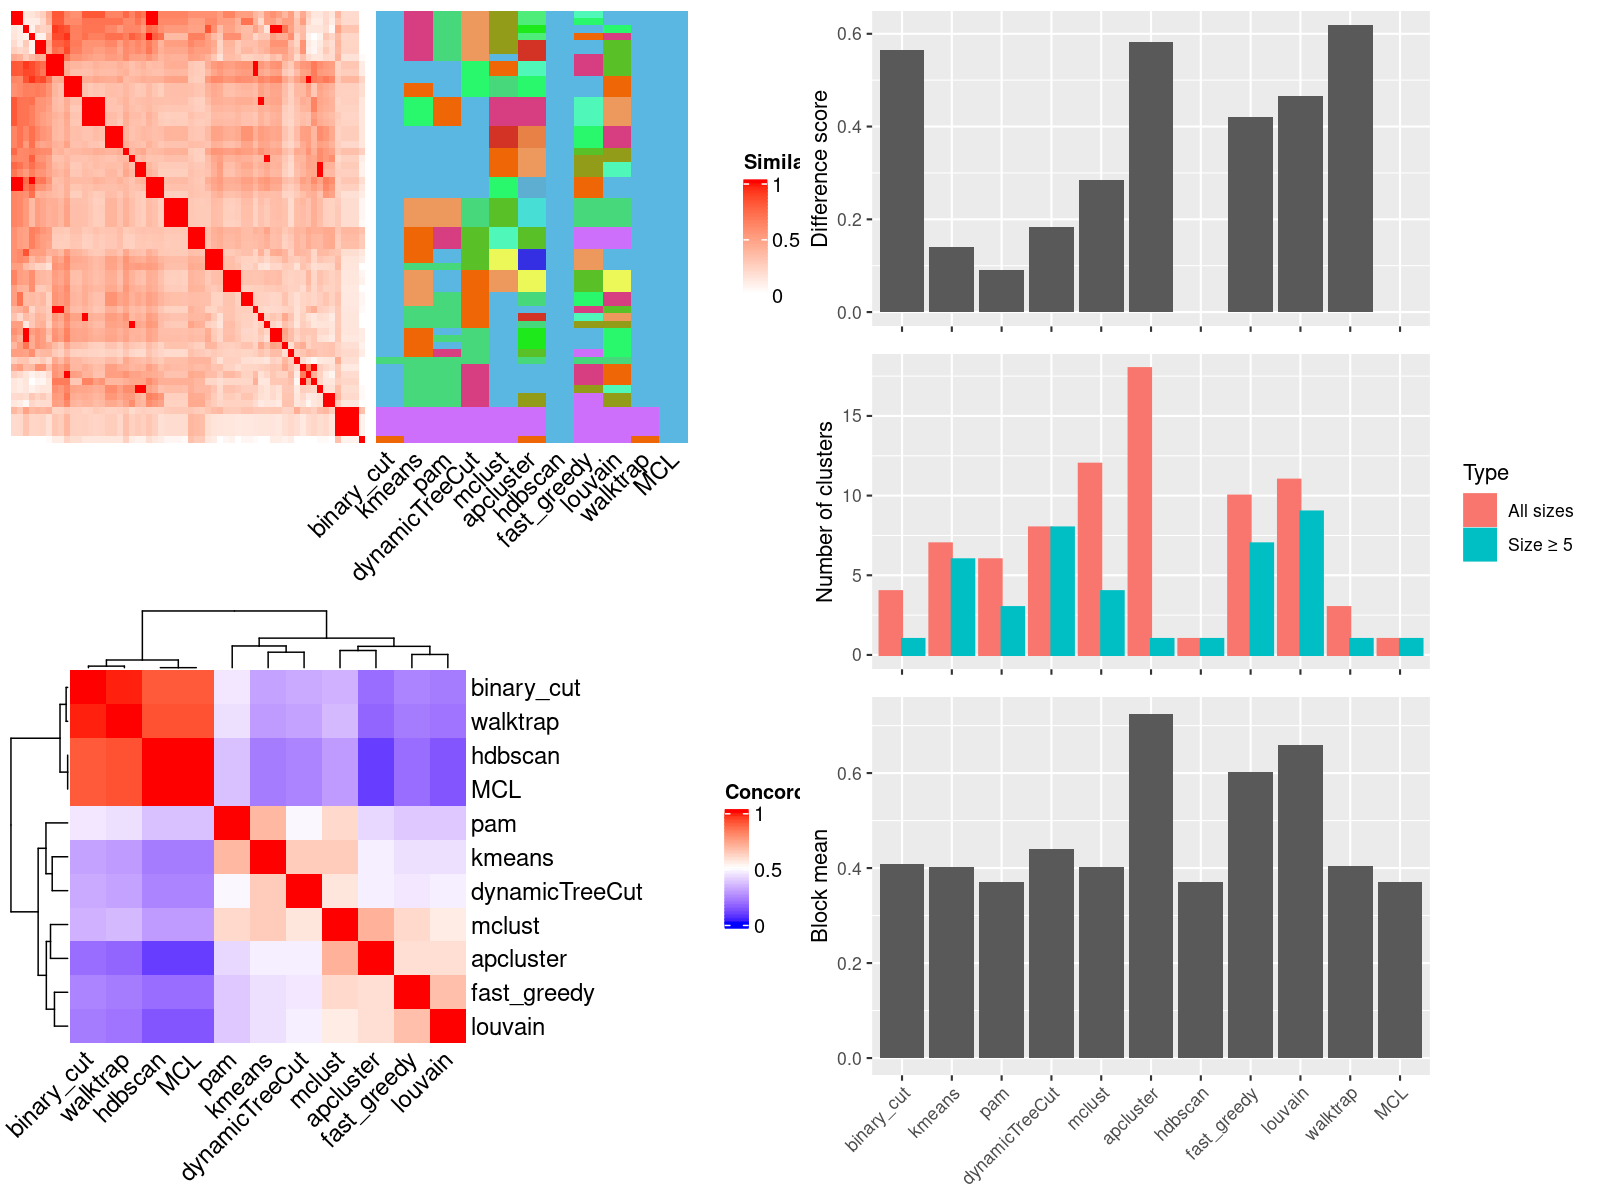 Simila
1
0.5
0
binary_cut
kmeans
pam
dynamicTreeCut
mclust
apcluster
hdbscan
fast_greedy
louvain
walktrap
MCL
binary_cut
walktrap
hdbscan
MCL
pam
kmeans
dynamicTreeCut
mclust
apcluster
fast_greedy
louvain
binary_cut
walktrap
hdbscan
MCL
pam
kmeans
dynamicTreeCut
mclust
apcluster
fast_greedy
louvain
Concord
1
0.5
0
Difference score
0.6
0.4
0.2
0.0
Number of clusters
15
10
5
0
Type
All sizes
Size ≥ 5
Block mean
0.6
0.4
0.2
0.0
binary_cut
kmeans
pam
dynamicTreeCut
mclust
apcluster
hdbscan
fast_greedy
louvain
walktrap
MCL